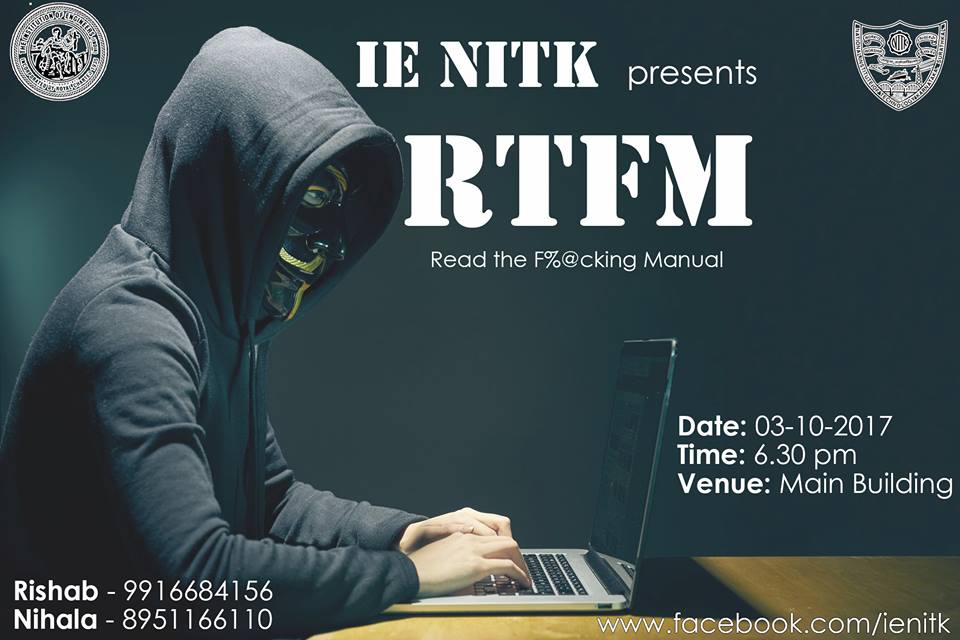 IE NITK presents
RTFM
Read the F%@cking Manual
Date: 03-10-2017
Time: 6.30 pm
Venue: Main Building
Rishab - 9916684156
Nihala - 8951166110
www.facebook.com/ienitk